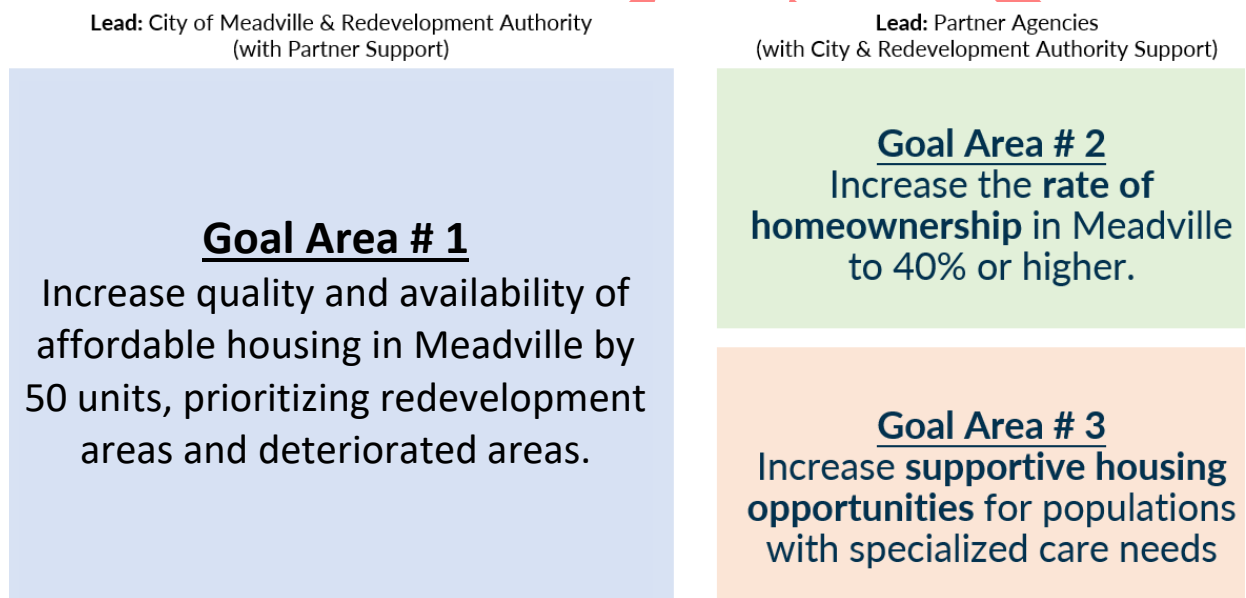 Lead: City of Meadville & Redevelopment Authority
(with Partner Support)
Goal Area # 1
Increase quality and availability of
affordable housing in Meadville by
50 units, prioritizing redevelopment
areas and deteriorated areas.
Lead: Partner Agencies
(with City & Redevelopment Authority Support)
Goal Area # 2
Increase the rate of
homeownership in Meadville
to 40% or higher.
Goal Area # 3
Increase supportive housing
opportunities for populations
with specialized care needs